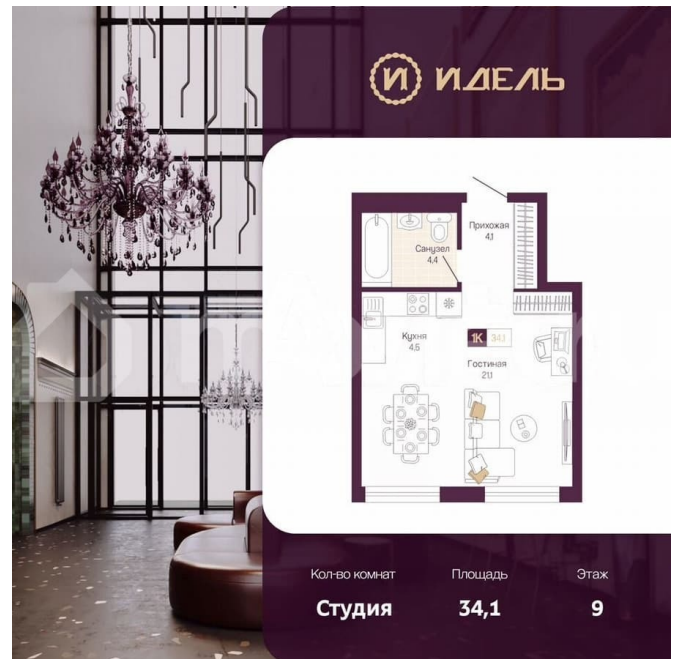 И ИДЕЛЬ
Прихожая
4,1
Санузел
4,4
Кухня
4,5
1К 34,1
Гостиная
21,1
Кол-во комнат
Площадь
Этаж
Студия
34,1
9